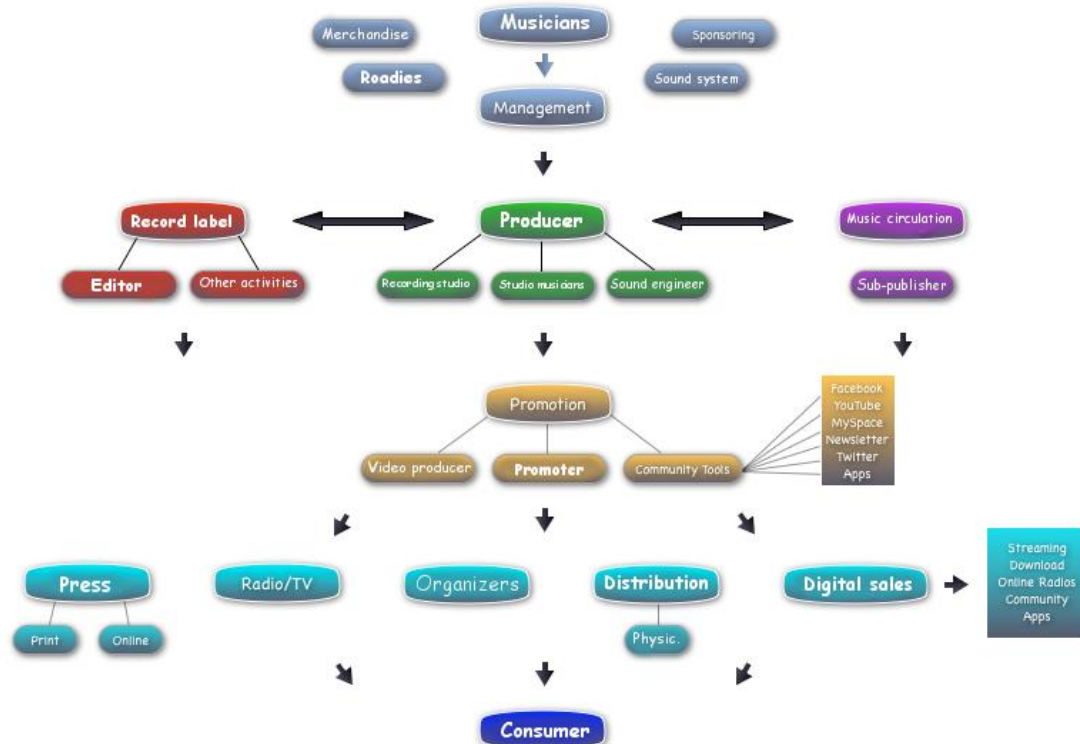 Musicians
Merchandise
Sponsoring
Roadies
Sound system
Management
Record label
Producer
Music circulation
Editor
Other activities
Recording studio
Studio musicians
Sound engineer
Sub-publisher
Promotion
Facebook
YouTube
MySpace
Newsletter
Twitter
Apps
Video producer
Promoter
Community Tools
Press
Radio/TV
Organizers
Distribution
Digital sales
Streaming
Download
Online Radios
Community
Apps
Print
Online
Physic.
Consumer